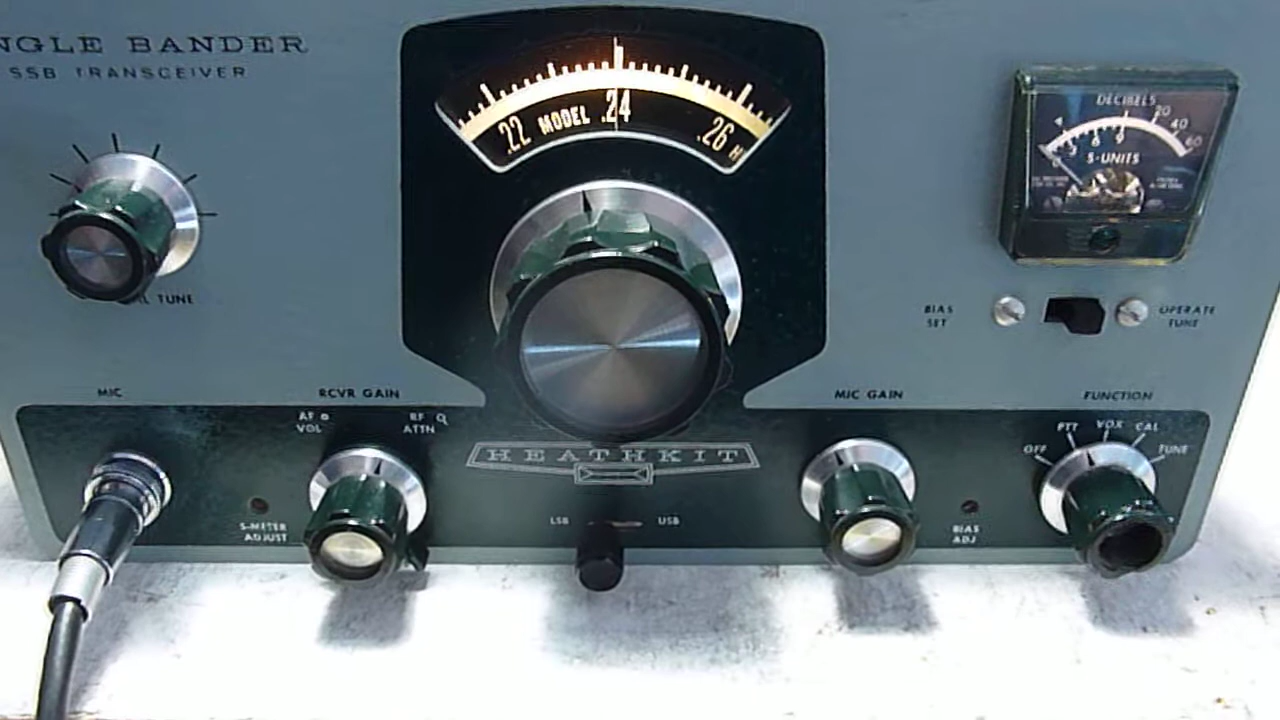 NGLE BANDER
SSB TRANSCEIVER
.22 MODEL .24 .26 H
DECIBELS
20
40
60
S-UNITS
AL TUNE
BIAS SET
OPERATE
TUNE
MIC
RCVR GAIN
AF
VOL
RF
ATTN
MIC GAIN
FUNCTION
OFF
PTT
VOX
CAL
TUNE
HEATHKIT
S-METER
ADJUST
LSB
USB
BIAS
ADJ